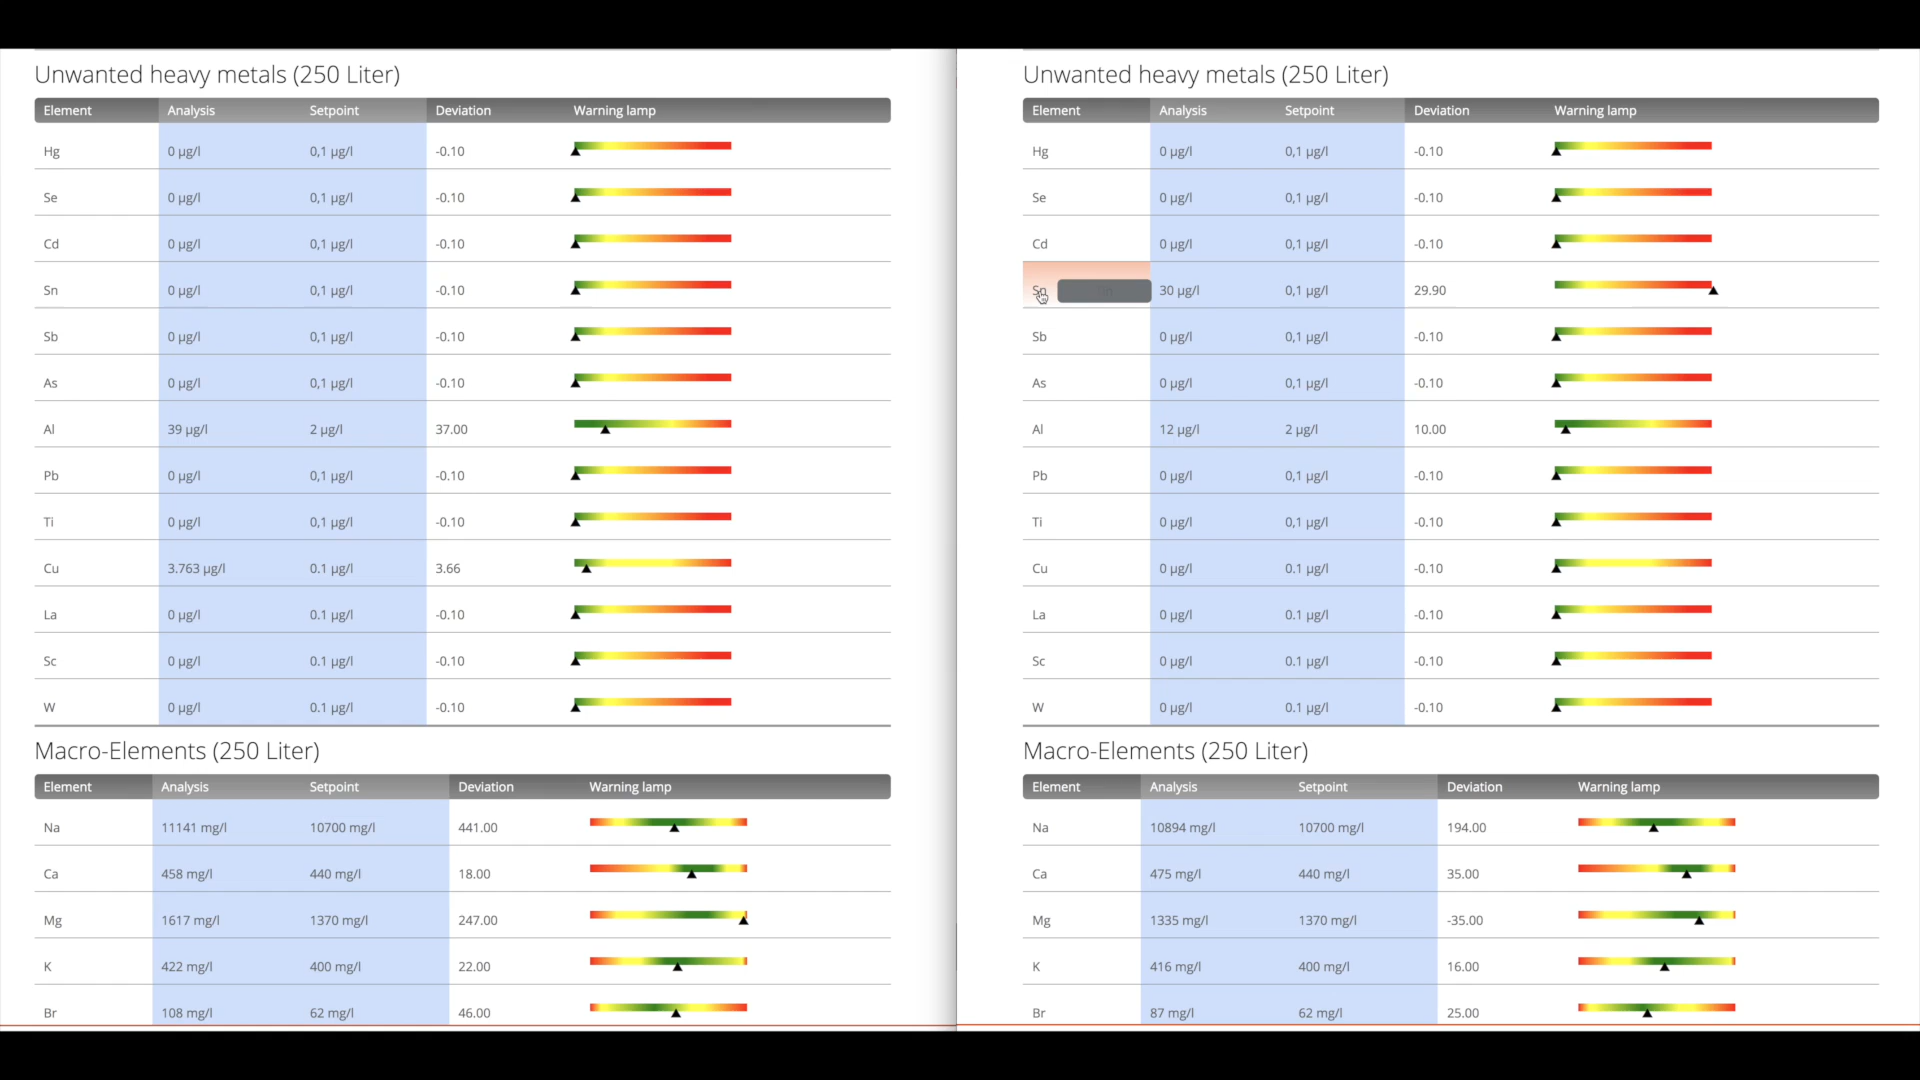 Unwanted heavy metals (250 Liter)
Element Analysis Setpoint Deviation Warning lamp
Hg 0 µg/l 0,1 µg/l -0.10
Se 0 µg/l 0,1 µg/l -0.10
Cd 0 µg/l 0,1 µg/l -0.10
Sn 0 µg/l 0,1 µg/l -0.10
Sb 0 µg/l 0,1 µg/l -0.10
As 0 µg/l 0,1 µg/l -0.10
Al 39 µg/l 2 µg/l 37.00
Pb 0 µg/l 0,1 µg/l -0.10
Ti 0 µg/l 0,1 µg/l -0.10
Cu 3.763 µg/l 0.1 µg/l 3.66
La 0 µg/l 0.1 µg/l -0.10
Sc 0 µg/l 0.1 µg/l -0.10
W 0 µg/l 0.1 µg/l -0.10
Macro-Elements (250 Liter)
Element Analysis Setpoint Deviation Warning lamp
Na 11141 mg/l 10700 mg/l 441.00
Ca 458 mg/l 440 mg/l 18.00
Mg 1617 mg/l 1370 mg/l 247.00
K 422 mg/l 400 mg/l 22.00
Br 108 mg/l 62 mg/l 46.00
Unwanted heavy metals (250 Liter)
Element Analysis Setpoint Deviation Warning lamp
Hg 0 µg/l 0,1 µg/l -0.10
Se 0 µg/l 0,1 µg/l -0.10
Cd 0 µg/l 0,1 µg/l -0.10
Sn 30 µg/l 0,1 µg/l 29.90
Sb 0 µg/l 0,1 µg/l -0.10
As 0 µg/l 0,1 µg/l -0.10
Al 12 µg/l 2 µg/l 10.00
Pb 0 µg/l 0,1 µg/l -0.10
Ti 0 µg/l 0,1 µg/l -0.10
Cu 0 µg/l 0.1 µg/l -0.10
La 0 µg/l 0.1 µg/l -0.10
Sc 0 µg/l 0.1 µg/l -0.10
W 0 µg/l 0.1 µg/l -0.10
Macro-Elements (250 Liter)
Element Analysis Setpoint Deviation Warning lamp
Na 10894 mg/l 10700 mg/l 194.00
Ca 475 mg/l 440 mg/l 35.00
Mg 1335 mg/l 1370 mg/l -35.00
K 416 mg/l 400 mg/l 16.00
Br 87 mg/l 62 mg/l 25.00